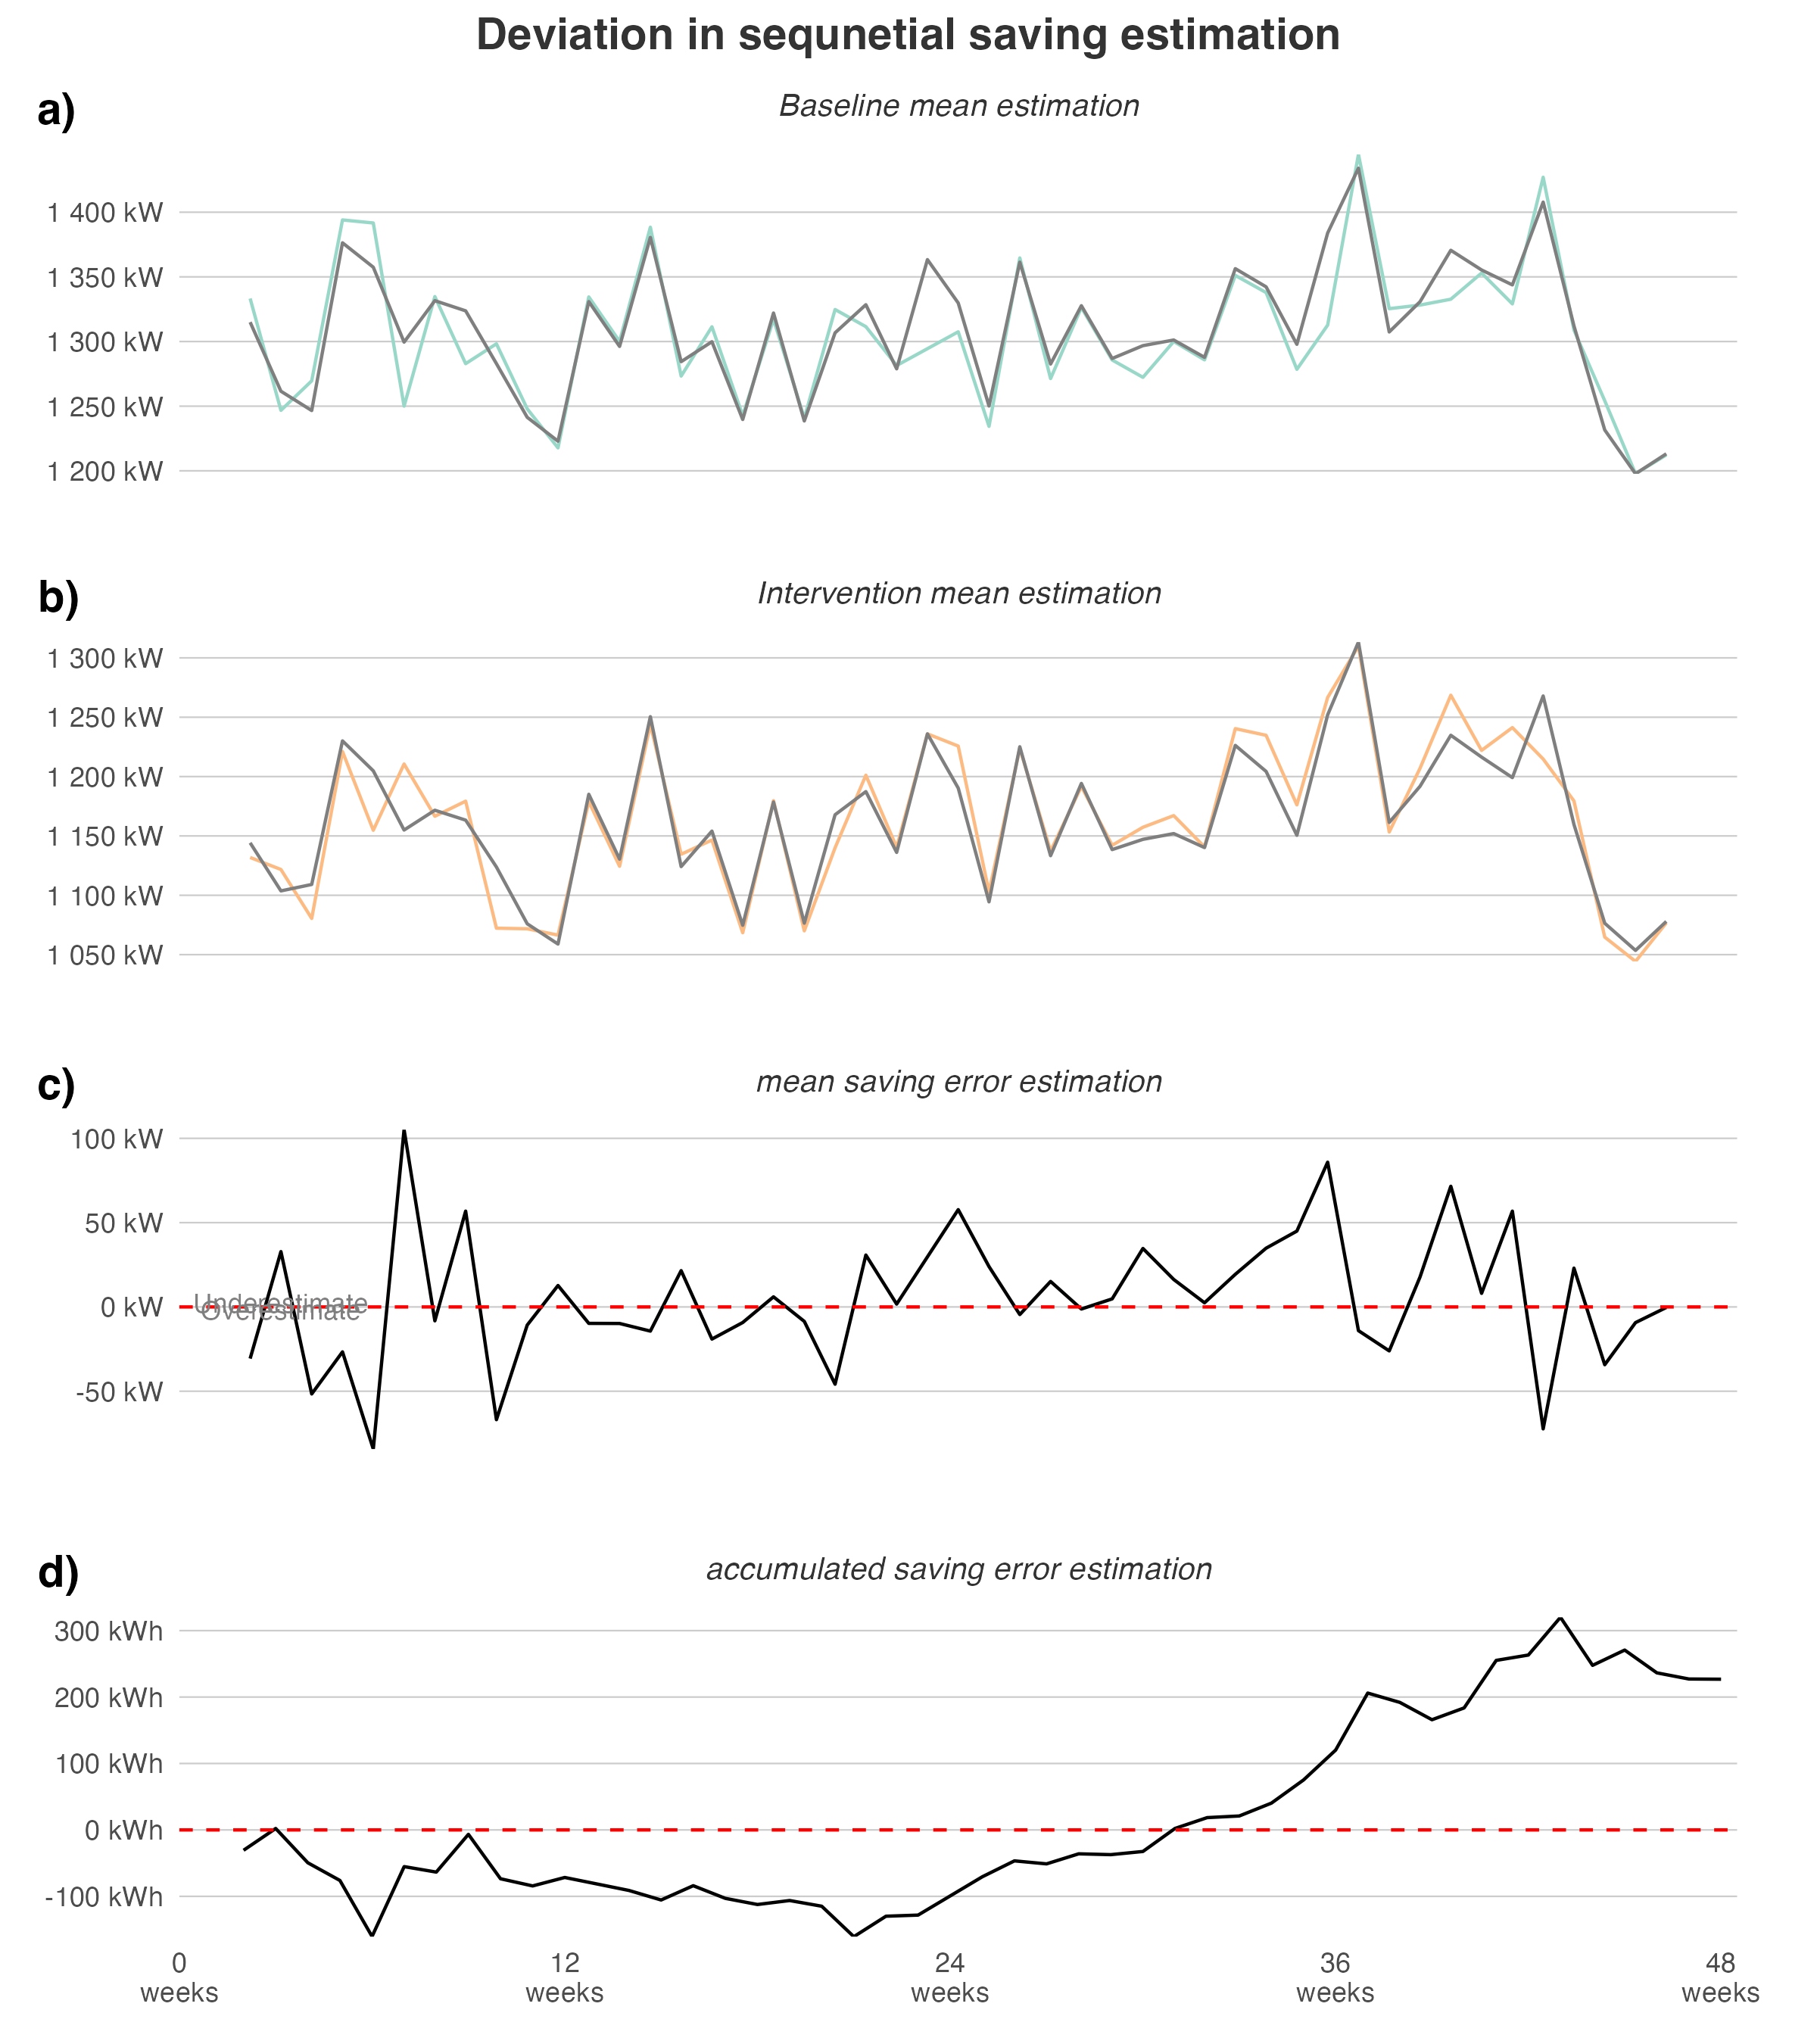 Deviation in sequnetial saving estimation
a)
Baseline mean estimation
1 400 kW
1 350 kW
1 300 kW
1 250 kW
1 200 kW
b)
Intervention mean estimation
1 300 kW
1 250 kW
1 200 kW
1 150 kW
1 100 kW
1 050 kW
c)
mean saving error estimation
100 kW
50 kW
0 kW
-50 kW
Underestimate
Overestimate
d)
accumulated saving error estimation
300 kWh
200 kWh
100 kWh
0 kWh
-100 kWh
0 12 24 36 48
weeks weeks weeks weeks weeks